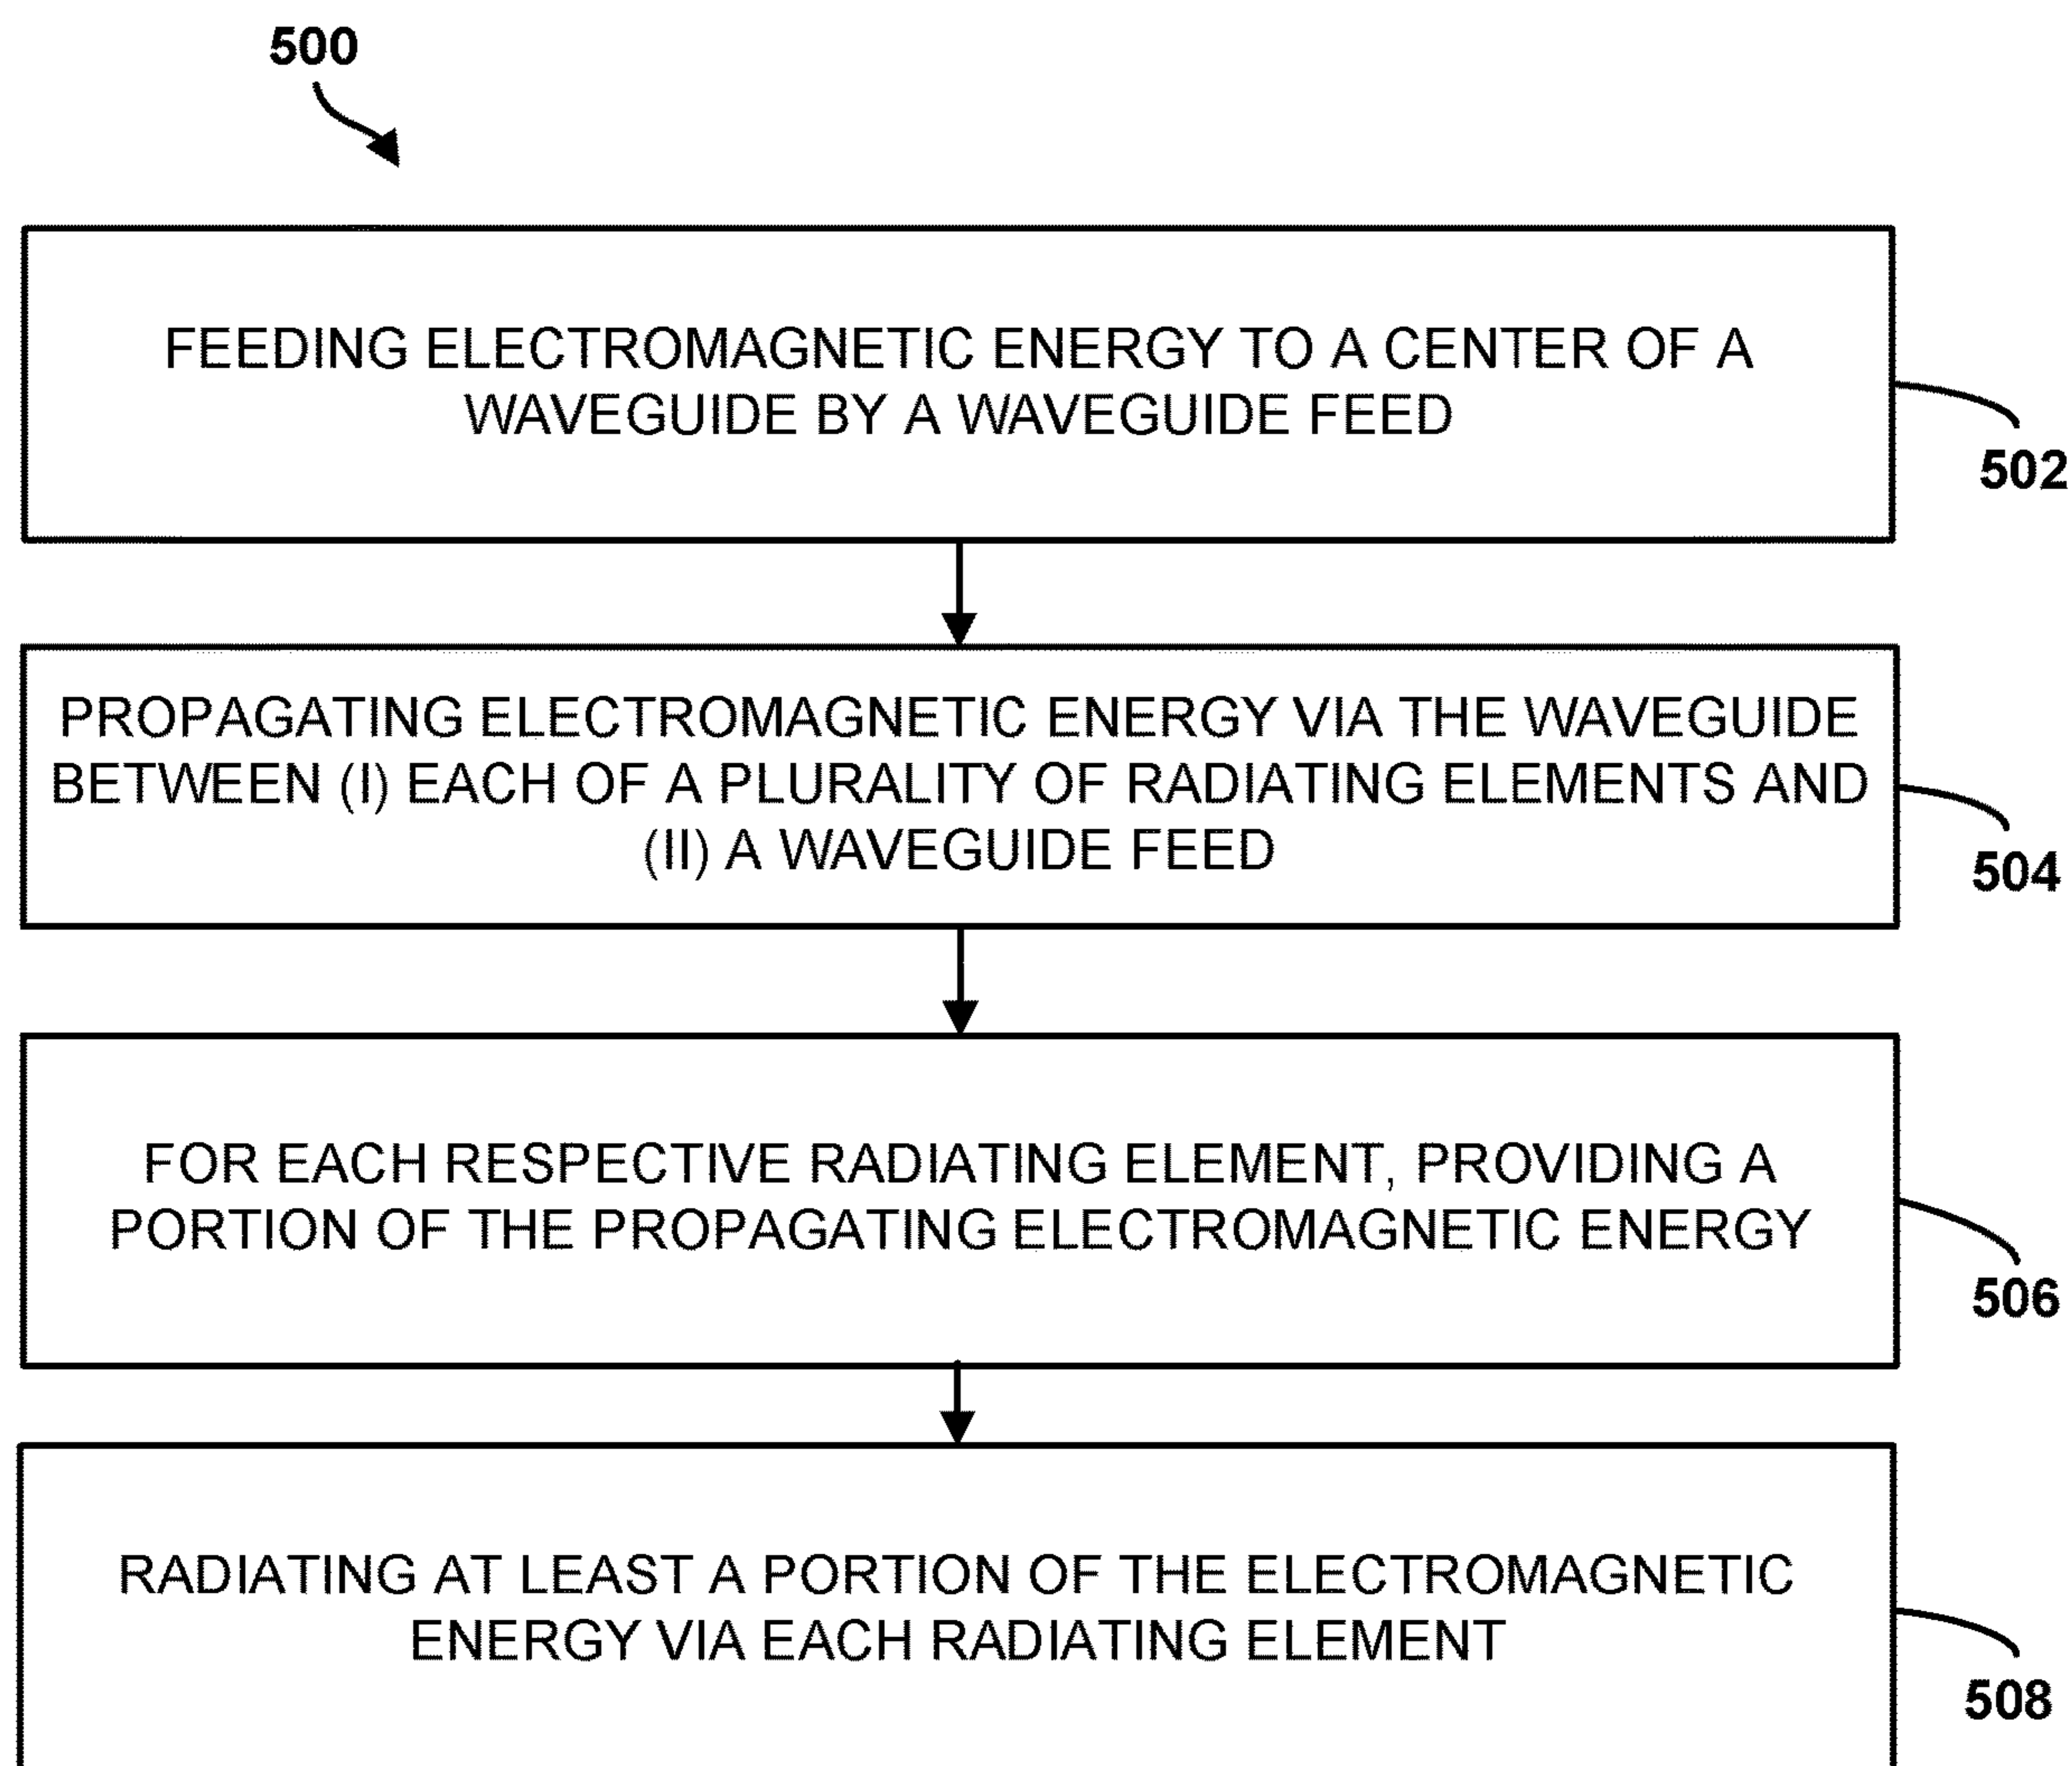 500
FEEDING ELECTROMAGNETIC ENERGY TO A CENTER OF A
WAVEGUIDE BY A WAVEGUIDE FEED
502
PROPAGATING ELECTROMAGNETIC ENERGY VIA THE WAVEGUIDE
BETWEEN (I) EACH OF A PLURALITY OF RADIATING ELEMENTS AND
(II) A WAVEGUIDE FEED
504
FOR EACH RESPECTIVE RADIATING ELEMENT, PROVIDING A
PORTION OF THE PROPAGATING ELECTROMAGNETIC ENERGY
506
RADIATING AT LEAST A PORTION OF THE ELECTROMAGNETIC
ENERGY VIA EACH RADIATING ELEMENT
508